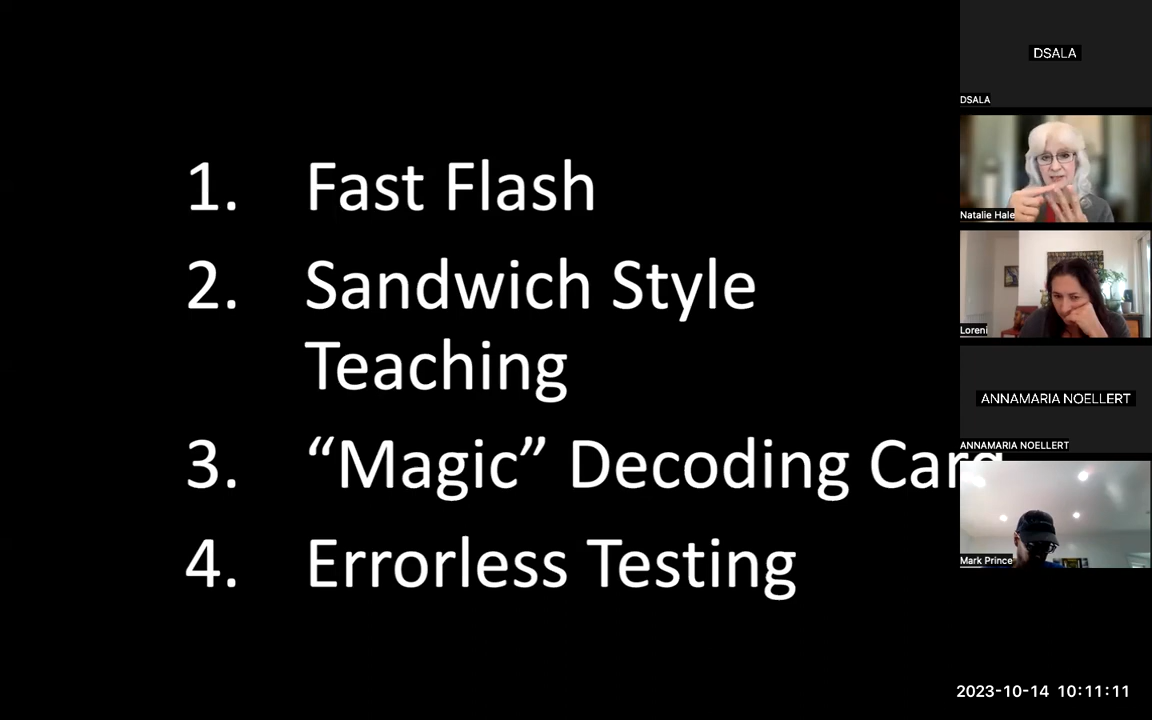 1. Fast Flash
2. Sandwich Style
Teaching
3. “Magic” Decoding Card
4. Errorless Testing
DSALA
DSALA
Natalie Hale
Loreni
ANNAMARIA NOELLERT
ANNAMARIA NOELLERT
Mark Prince
2023-10-14 10:11:11